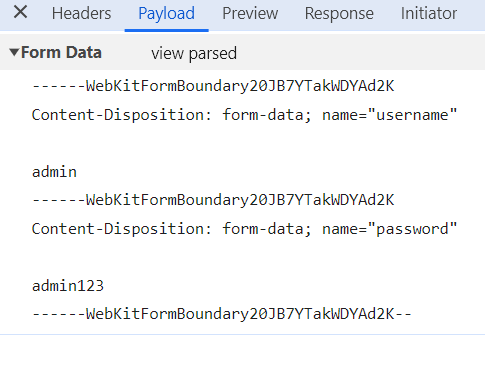 Headers Payload Preview Response Initiator
Form Data view parsed
------WebKitFormBoundary20JB7YTakWDYAd2K
Content-Disposition: form-data; name="username"
admin
------WebKitFormBoundary20JB7YTakWDYAd2K
Content-Disposition: form-data; name="password"
admin123
------WebKitFormBoundary20JB7YTakWDYAd2K--